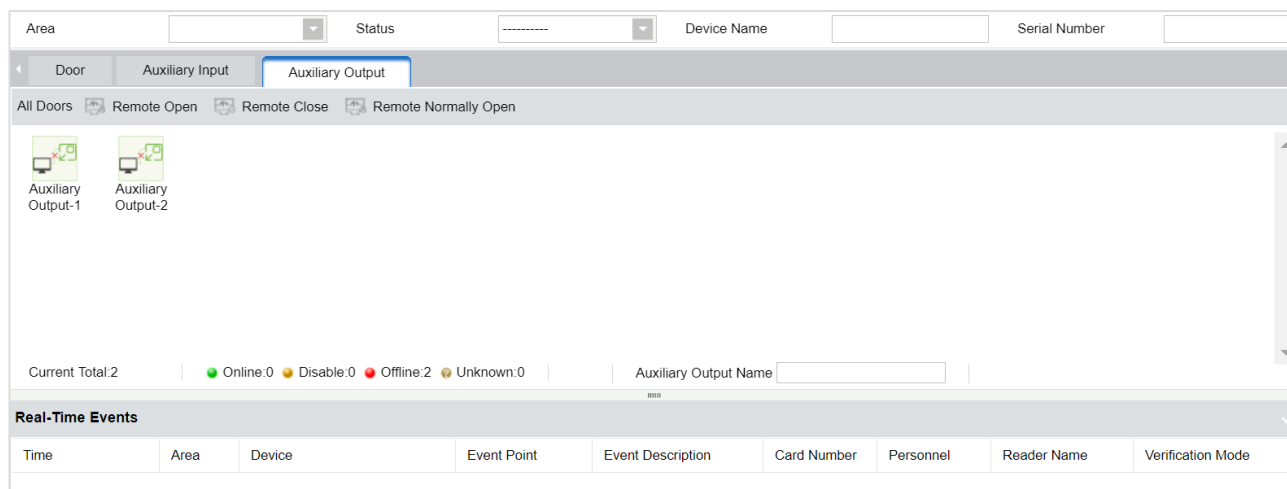 Area Status ---------- Device Name Serial Number
Door Auxiliary Input Auxiliary Output
All Doors Remote Open Remote Close Remote Normally Open
Auxiliary Output-1
Auxiliary Output-2
Current Total:2 Online:0 Disable:0 Offline:2 Unknown:0 Auxiliary Output Name
Real-Time Events
Time Area Device Event Point Event Description Card Number Personnel Reader Name Verification Mode